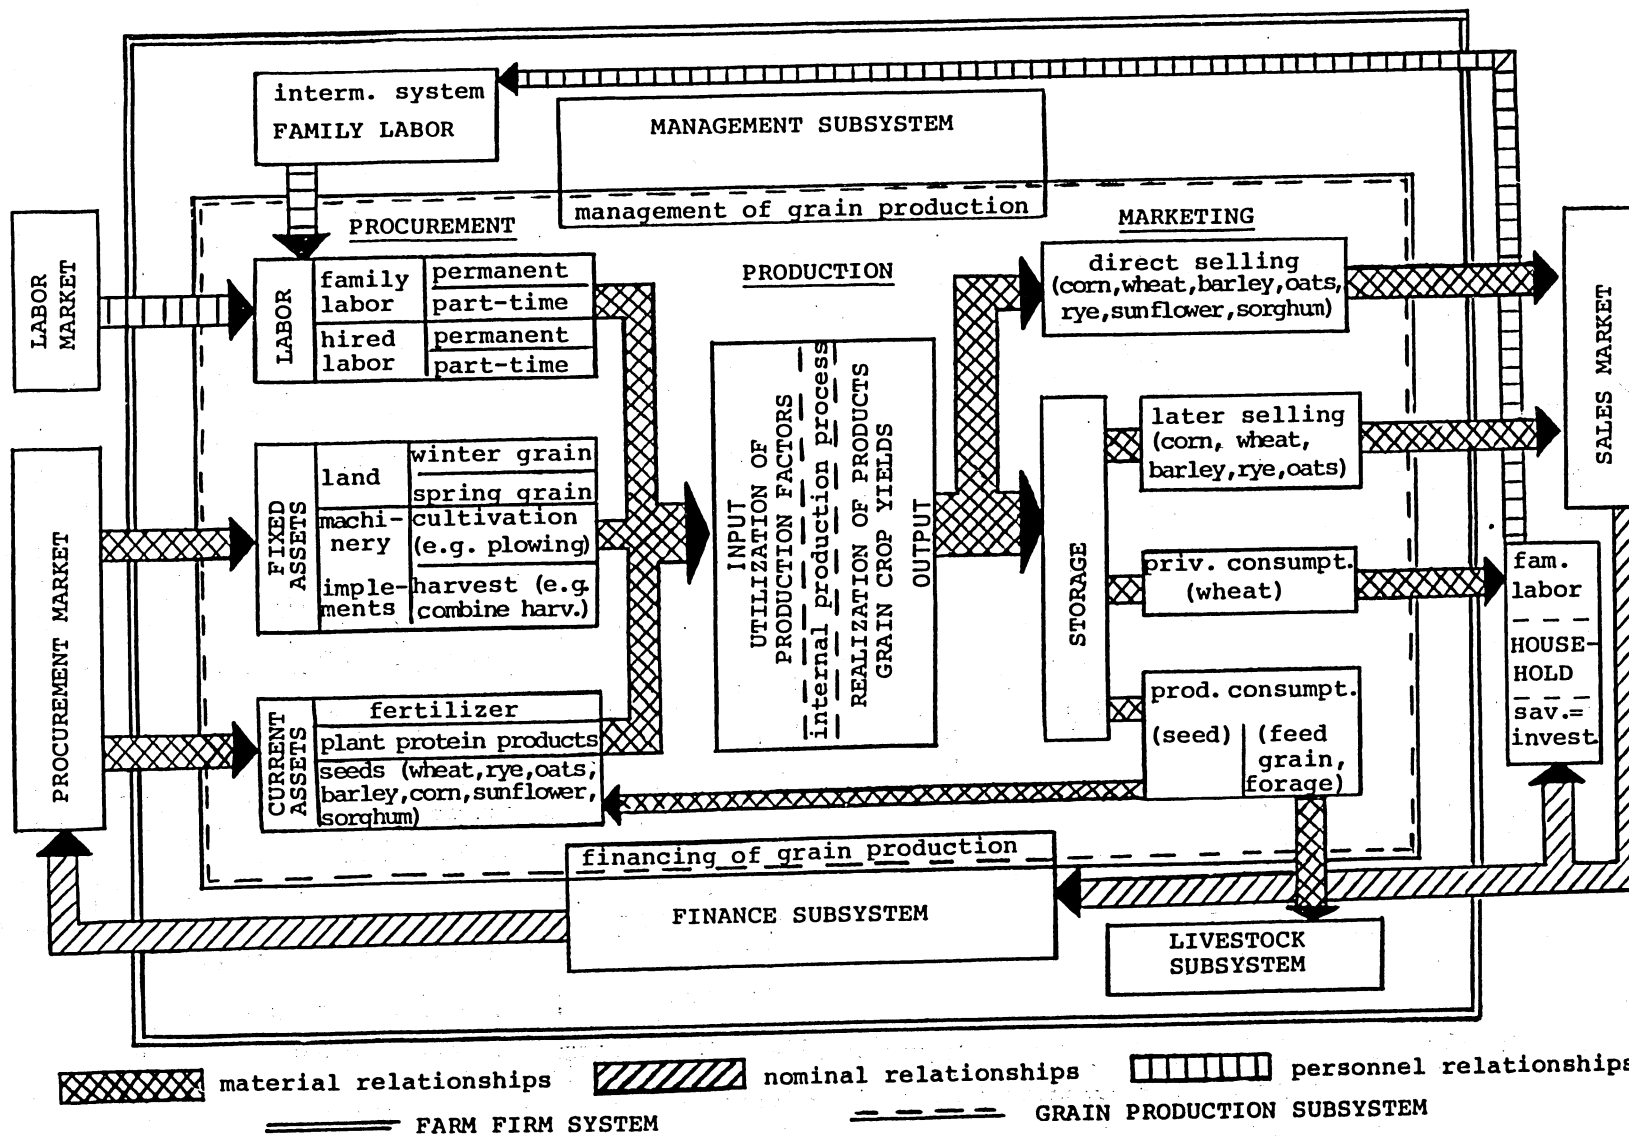 interm. system
FAMILY LABOR
MANAGEMENT SUBSYSTEM
management of grain production
LABOR
MARKET
PROCUREMENT
LABOR
family
labor
permanent
part-time
hired
labor
permanent
part-time
PROCUREMENT MARKET
FIXED
ASSETS
land
winter grain
spring grain
machi-
nery
imple-
ments
cultivation
(e.g. plowing)
harvest (e.g.
combine harv.)
CURRENT
ASSETS
fertilizer
plant protein products
seeds (wheat,rye,oats,
barley,corn,sunflower,
sorghum)
PRODUCTION
INPUT
UTILIZATION OF
PRODUCTION FACTORS
internal production process
REALIZATION OF PRODUCTS
GRAIN CROP YIELDS
OUTPUT
MARKETING
direct selling
(corn,wheat,barley,oats,
rye,sunflower,sorghum)
STORAGE
later selling
(corn, wheat,
barley,rye,oats)
priv. consumpt.
(wheat)
prod. consumpt.
(seed)
(feed
grain,
forage)
SALES MARKET
fam.
labor
HOUSE-
HOLD
sav.=
invest.
financing of grain production
FINANCE SUBSYSTEM
LIVESTOCK
SUBSYSTEM
material relationships
nominal relationships
personnel relationships
FARM FIRM SYSTEM
GRAIN PRODUCTION SUBSYSTEM